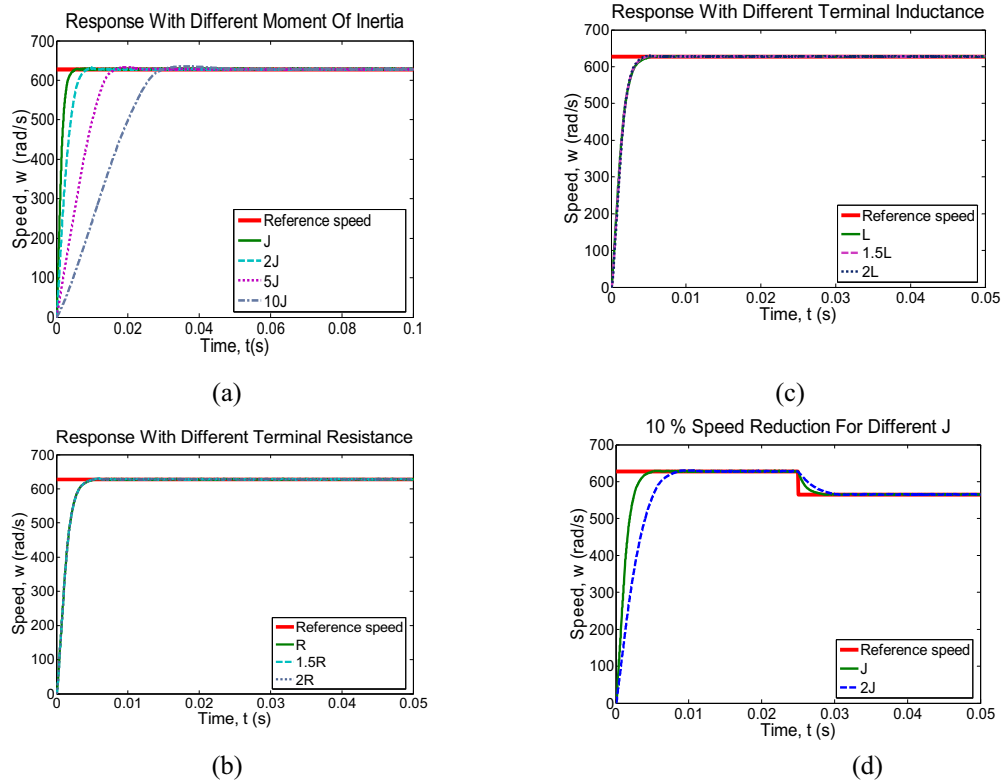 Response With Different Moment Of Inertia
700
600
500
400
300
200
100
0
Speed, w (rad/s)
Reference speed
J
2J
5J
10J
0 0.02 0.04 0.06 0.08 0.1
Time, t(s)
(a)
Response With Different Terminal Inductance
700
600
500
400
300
200
100
0
Speed, w (rad/s)
Reference speed
L
1.5L
2L
0 0.01 0.02 0.03 0.04 0.05
Time, t (s)
(c)
Response With Different Terminal Resistance
700
600
500
400
300
200
100
0
Speed, w (rad/s)
Reference speed
R
1.5R
2R
0 0.01 0.02 0.03 0.04 0.05
Time, t (s)
(b)
10 % Speed Reduction For Different J
700
600
500
400
300
200
100
0
Speed, w (rad/s)
Reference speed
J
2J
0 0.01 0.02 0.03 0.04 0.05
Time, t (s)
(d)